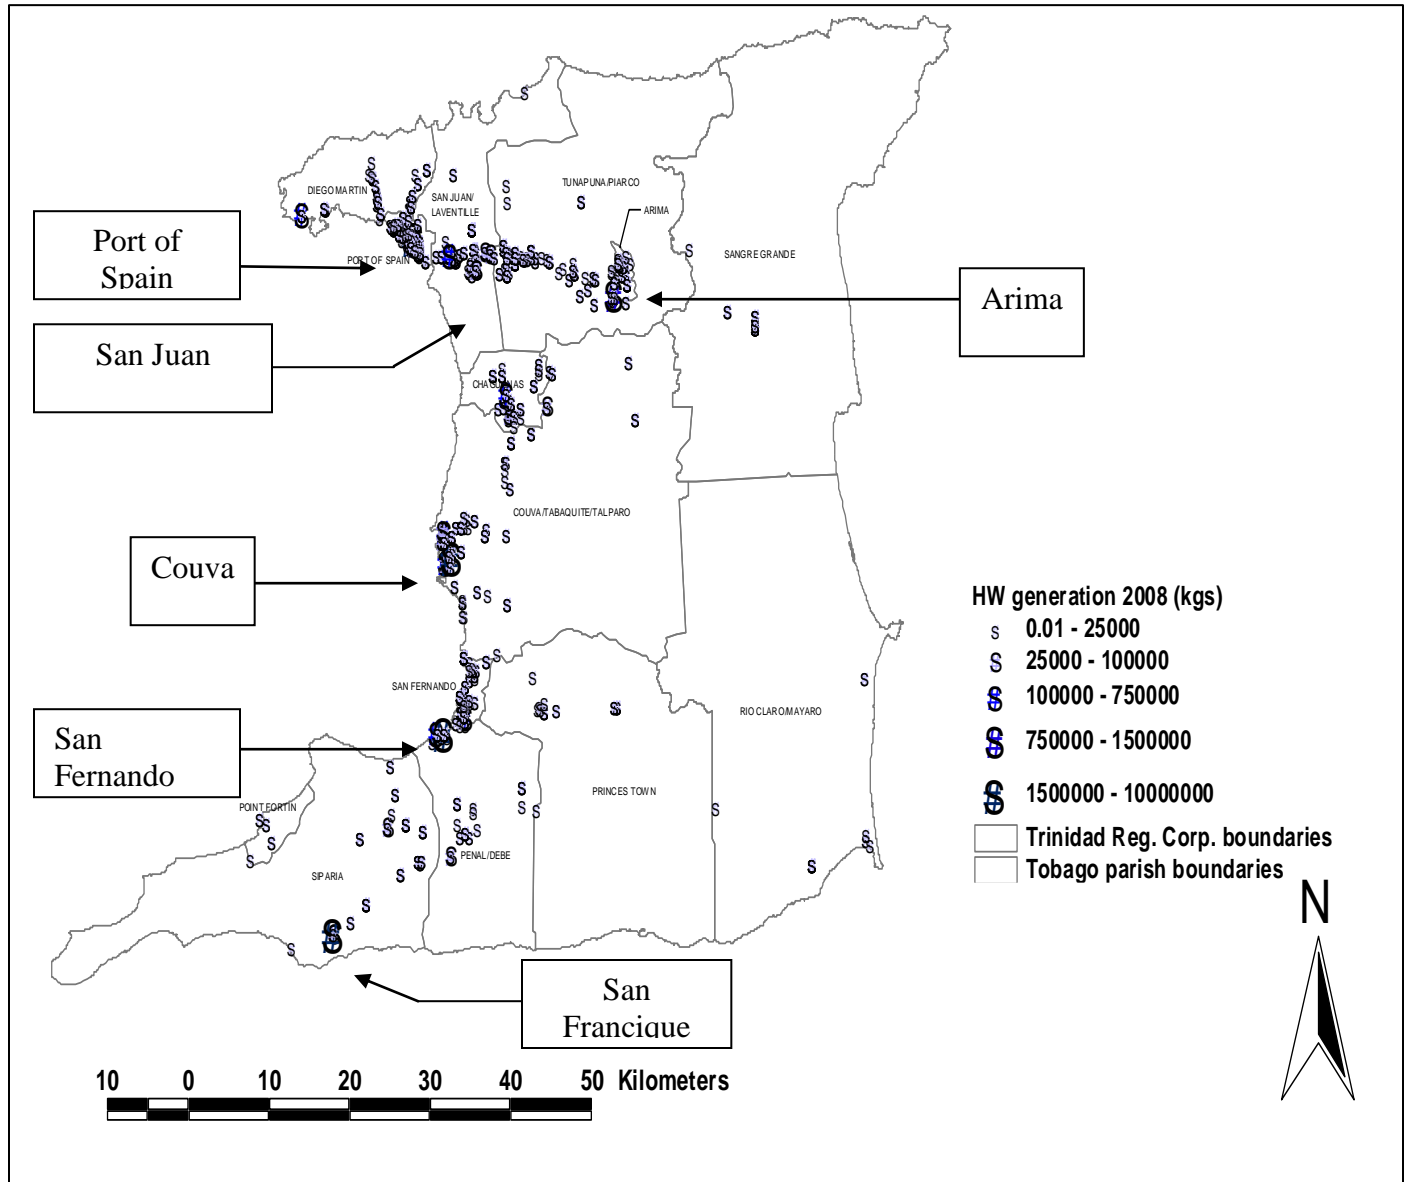 DIEGO MARTIN
SAN JUAN/
LAVENTILLE
TUNAPUNA/PIARCO
ARIMA
PORT OF SPAIN
SANGRE GRANDE
Port of
Spain
San Juan
Arima
CHAGUANAS
COUVA/TABAQUITE/TALPARO
Couva
HW generation 2008 (kgs)
0.01 - 25000
25000 - 100000
100000 - 750000
750000 - 1500000
1500000 - 10000000
Trinidad Reg. Corp. boundaries
Tobago parish boundaries
SAN FERNANDO
RIO CLARO/MAYARO
San
Fernando
PRINCES TOWN
POINT FORTIN
PENAL/DEBE
SIPARIA
San
Francique
N
10 0 10 20 30 40 50 Kilometers